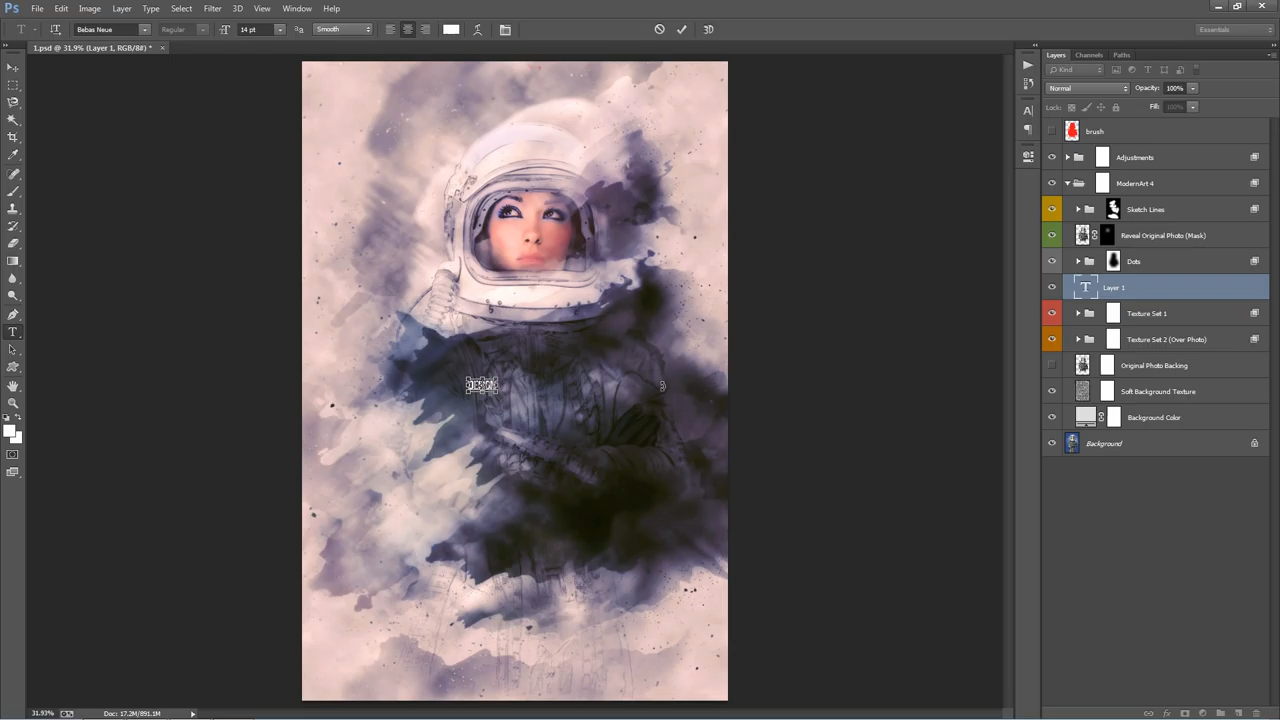 Ps File Edit Image Layer Type Select Filter 3D View Window Help
Bebas Neue Regular 14 pt Smooth 3D Essentials
1.psd @ 31.9% (Layer 1, RGB/8#) * ×
Layers Channels Paths
Kind
Normal Opacity: 100%
Lock: Fill: 100%
brush
Adjustments
ModernArt 4
Sketch Lines
Reveal Original Photo (Mask)
Dots
T Layer 1
Texture Set 1
Texture Set 2 (Over Photo)
Original Photo Backing
Soft Background Texture
Background Color
Background
DESIGN
31.93% Doc: 17.2M/891.1M